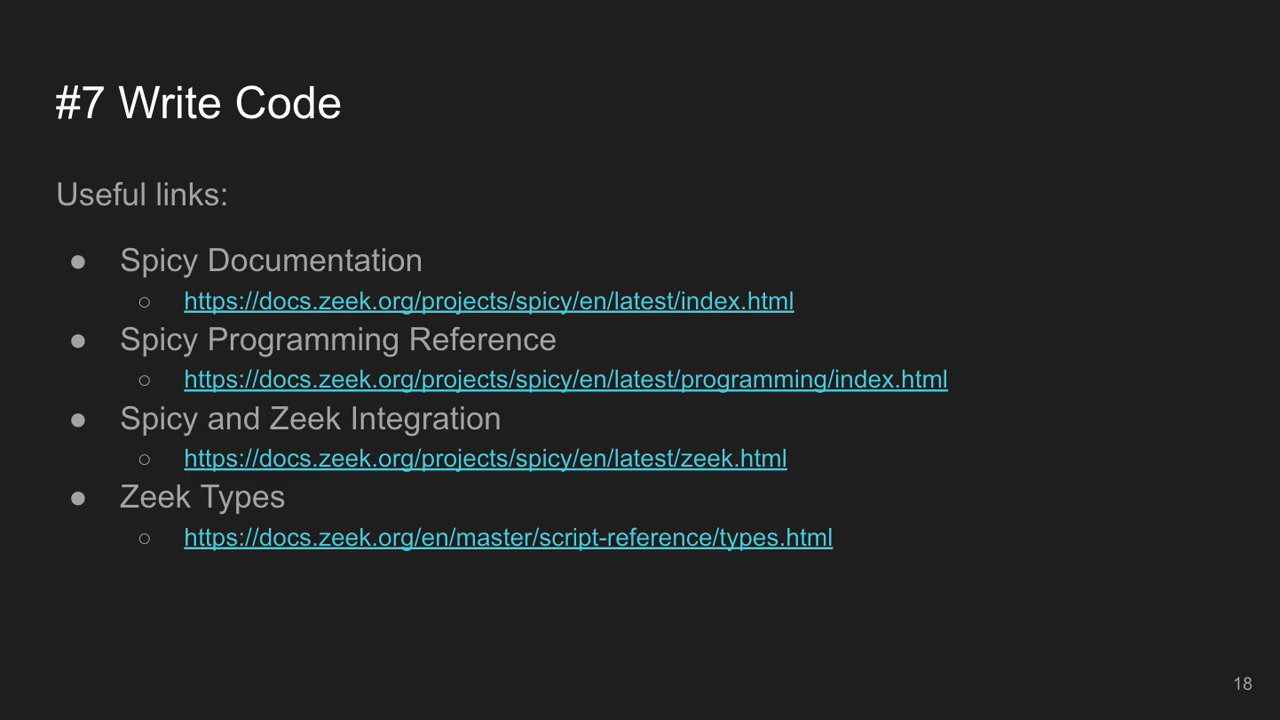 #7 Write Code
Useful links:
● Spicy Documentation
○ https://docs.zeek.org/projects/spicy/en/latest/index.html
● Spicy Programming Reference
○ https://docs.zeek.org/projects/spicy/en/latest/programming/index.html
● Spicy and Zeek Integration
○ https://docs.zeek.org/projects/spicy/en/latest/zeek.html
● Zeek Types
○ https://docs.zeek.org/en/master/script-reference/types.html
18